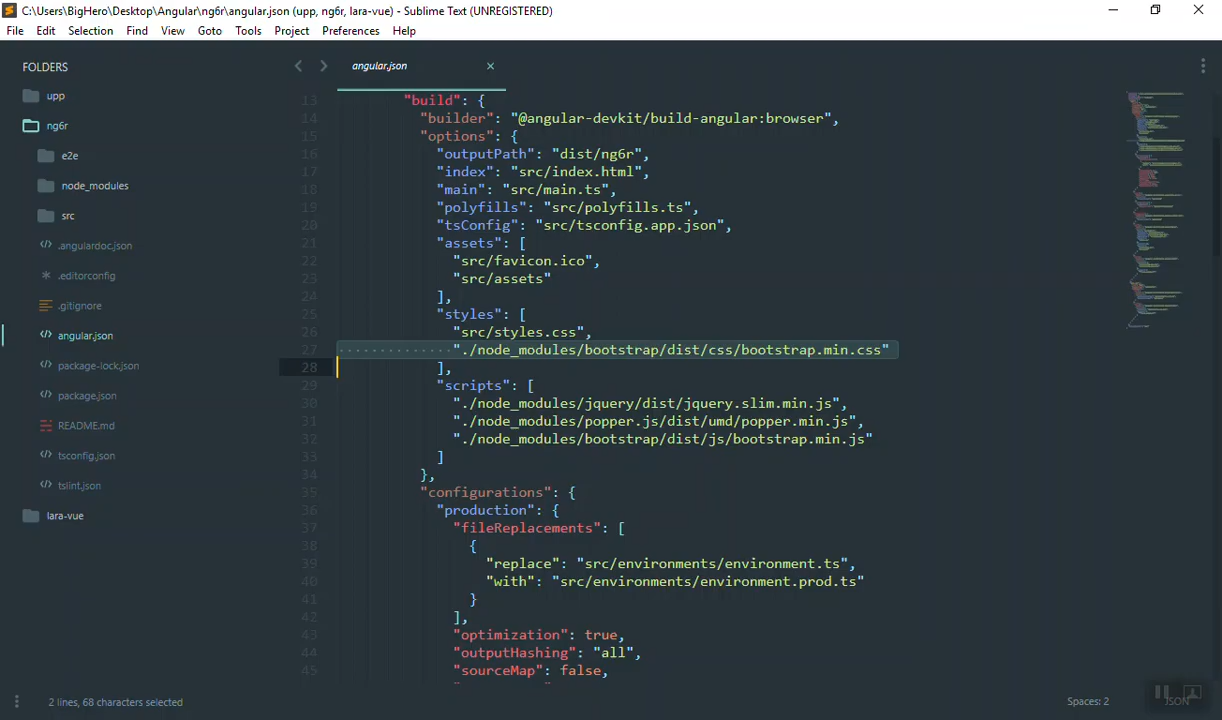 C:\Users\BigHero\Desktop\Angular\ng6r\angular.json (upp, ng6r, lara-vue) - Sublime Text (UNREGISTERED)
File Edit Selection Find View Goto Tools Project Preferences Help
FOLDERS
upp
ng6r
e2e
node_modules
src
.angulardoc.json
.editorconfig
.gitignore
angular.json
package-lock.json
package.json
README.md
tsconfig.json
tslint.json
lara-vue
angular.json
13 "build": {
14 "builder": "@angular-devkit/build-angular:browser",
15 "options": {
16 "outputPath": "dist/ng6r",
17 "index": "src/index.html",
18 "main": "src/main.ts",
19 "polyfills": "src/polyfills.ts",
20 "tsConfig": "src/tsconfig.app.json",
21 "assets": [
22 "src/favicon.ico",
23 "src/assets"
24 ],
25 "styles": [
26 "src/styles.css",
27 "./node_modules/bootstrap/dist/css/bootstrap.min.css"
28 ],
29 "scripts": [
30 "./node_modules/jquery/dist/jquery.slim.min.js",
31 "./node_modules/popper.js/dist/umd/popper.min.js",
32 "./node_modules/bootstrap/dist/js/bootstrap.min.js"
33 ]
34 },
35 "configurations": {
36 "production": {
37 "fileReplacements": [
38 {
39 "replace": "src/environments/environment.ts",
40 "with": "src/environments/environment.prod.ts"
41 }
42 ],
43 "optimization": true,
44 "outputHashing": "all",
45 "sourceMap": false,
2 lines, 68 characters selected
Spaces: 2
JSON